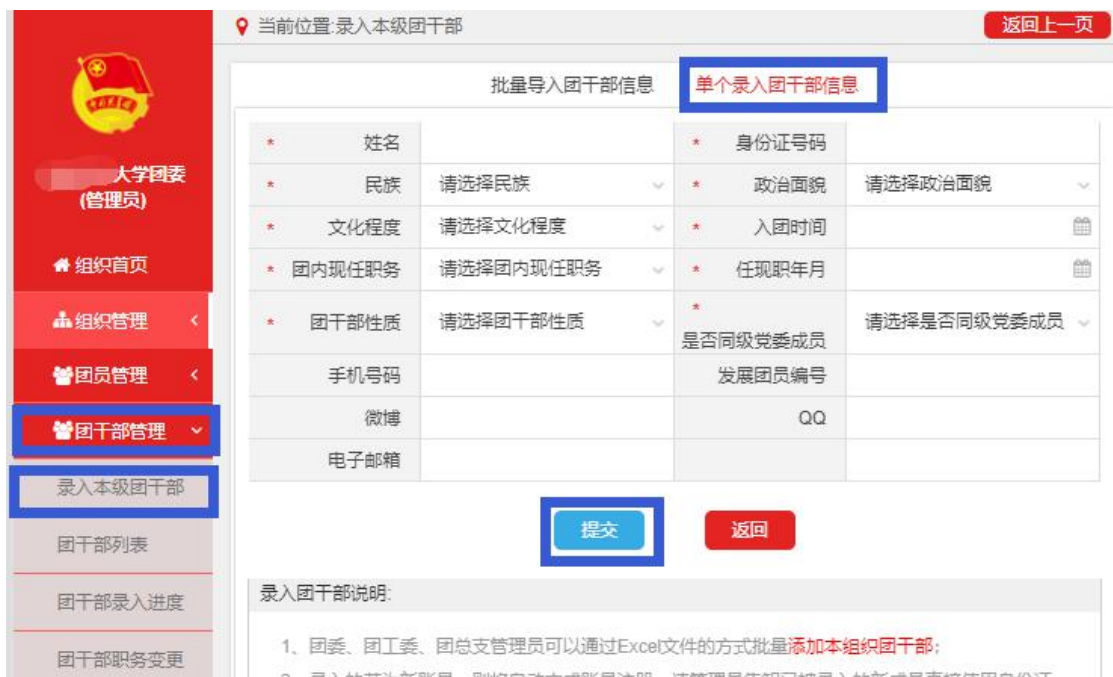 当前位置:录入本级团干部
返回上一页
批量导入团干部信息 单个录入团干部信息
大学团委
(管理员)
组织首页
组织管理
团员管理
团干部管理
录入本级团干部
团干部列表
团干部录入进度
团干部职务变更
* 姓名 * 身份证号码
* 民族 请选择民族 * 政治面貌 请选择政治面貌
* 文化程度 请选择文化程度 * 入团时间
* 团内现任职务 请选择团内现任职务 * 任现职年月
* 团干部性质 请选择团干部性质 * 是否同级党委成员 请选择是否同级党委成员
手机号码 发展团员编号
微博 QQ
电子邮箱
提交 返回
录入团干部说明:
1、团委、团工委、团总支管理员可以通过Excel文件的方式批量添加本组织团干部;